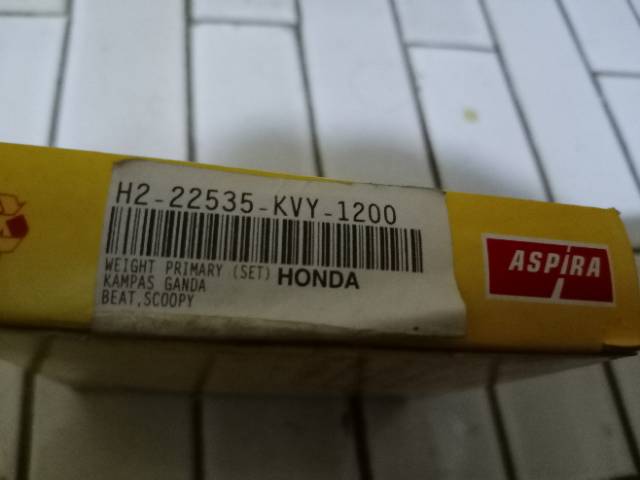 H2-22535-KVY-1200
WEIGHT PRIMARY (SET) HONDA
KAMPAS GANDA
BEAT,SCOOPY
ASPIRA